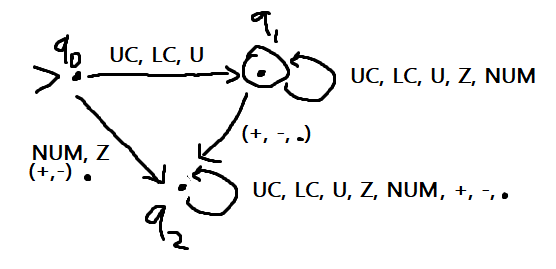 q1
q0
UC, LC, U
UC, LC, U, Z, NUM
(+, -, .)
NUM, Z
(+,-) .
UC, LC, U, Z, NUM, +, -, .
q2